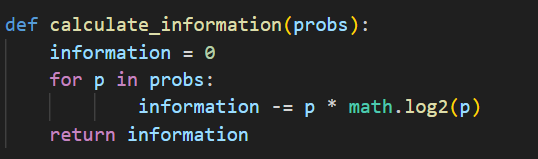 def calculate_information(probs):
    information = 0
    for p in probs:
            information -= p * math.log2(p)
    return information